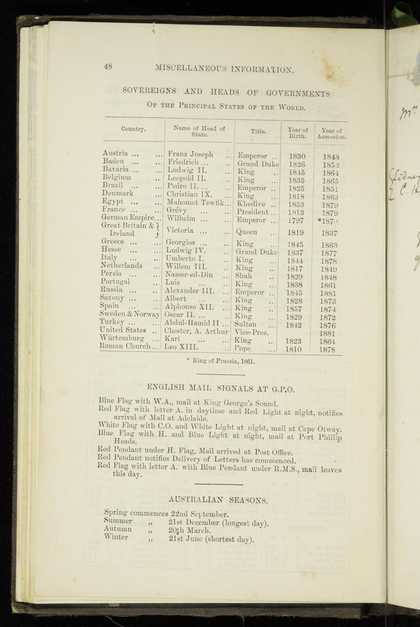 48 MISCELLANEOUS INFORMATION.
SOVEREIGNS AND HEADS OF GOVERNMENTS
OF THE PRINCIPAL STATES OF THE WORLD.
Country. Name of Head of State. Title. Year of Birth. Year of Accession.
Austria ... ... Franz Joseph ... Emperor ... 1830 1848
Baden ... ... Friedrich ... ... Grand Duke 1826 1852
Bavaria ... ... Ludwig II. ... King ... 1845 1864
Belgium ... Leopold II. ... King ... 1835 1865
Brazil ... ... Pedro II. ... Emperor ... 1825 1831
Denmark ... Christian IX. ... King ... 1818 1863
Egypt ... ... Mahomet Tewfik ... Khedive ... 1853 1879
France ... ... Grévy ... ... President ... 1813 1879
German Empire... Wilhelm ... ... Emperor ... 1797 *1871
Great Britain & Ireland } Victoria ... ... Queen ... 1819 1837
Greece ... ... Georgios ... ... King ... 1845 1863
Hesse ... ... Ludwig IV. ... Grand Duke 1837 1877
Italy ... ... Umberto I. ... King ... 1844 1878
Netherlands ... Willem III. ... King ... 1817 1849
Persia ... ... Nasser-ed-Din ... Shah ... 1829 1848
Portugal ... Luis ... ... King ... 1838 1861
Russia ... ... Alexander III. ... Emperor ... 1845 1881
Saxony ... ... Albert ... ... King ... 1828 1873
Spain ... ... Alphonso XII. ... King ... 1857 1874
Sweden & Norway Oscar II. ... ... King ... 1829 1872
Turkey ... ... Abdul-Hamid II ... Sultan ... 1842 1876
United States ... Chester, A. Arthur Vice-Pres. 1881
Würtemburg ... Karl ... ... King ... 1823 1864
Roman Church... Leo XIII. ... Pope ... 1810 1878
* King of Prussia, 1861.
ENGLISH MAIL SIGNALS AT G.P.O.
Blue Flag with W.A., mail at King George's Sound.
Red Flag with letter A. in daytime and Red Light at night, notifies
arrival of Mail at Adelaide.
White Flag with C.O. and White Light at night, mail at Cape Otway.
Blue Flag with H. and Blue Light at night, mail at Port Phillip
Heads.
Red Pendant under H. Flag, Mail arrived at Post Office.
Red Pendant notifies Delivery of Letters has commenced.
Red Flag with letter A. with Blue Pendant under R.M.S., mail leaves
this day.
AUSTRALIAN SEASONS.
Spring commences 22nd September.
Summer „ 21st December (longest day).
Autumn „ 20th March.
Winter „ 21st June (shortest day).